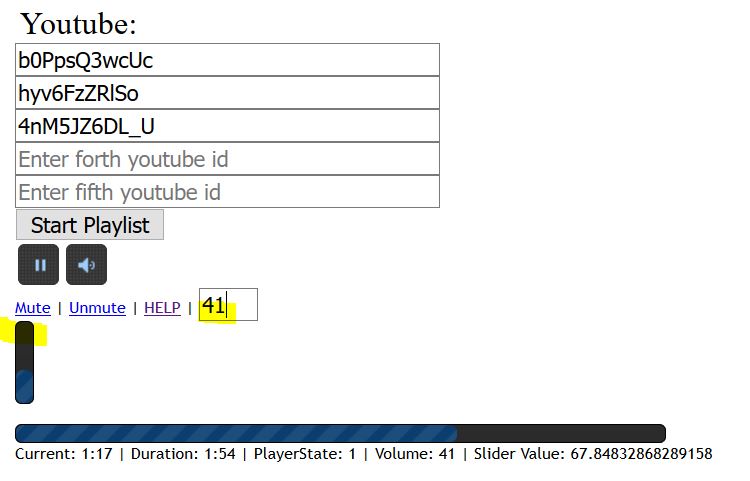 Youtube:
b0PpsQ3wcUc
hyv6FzZRlSo
4nM5JZ6DL_U
Enter forth youtube id
Enter fifth youtube id
Start Playlist
Mute | Unmute | HELP | 41
Current: 1:17 | Duration: 1:54 | PlayerState: 1 | Volume: 41 | Slider Value: 67.84832868289158